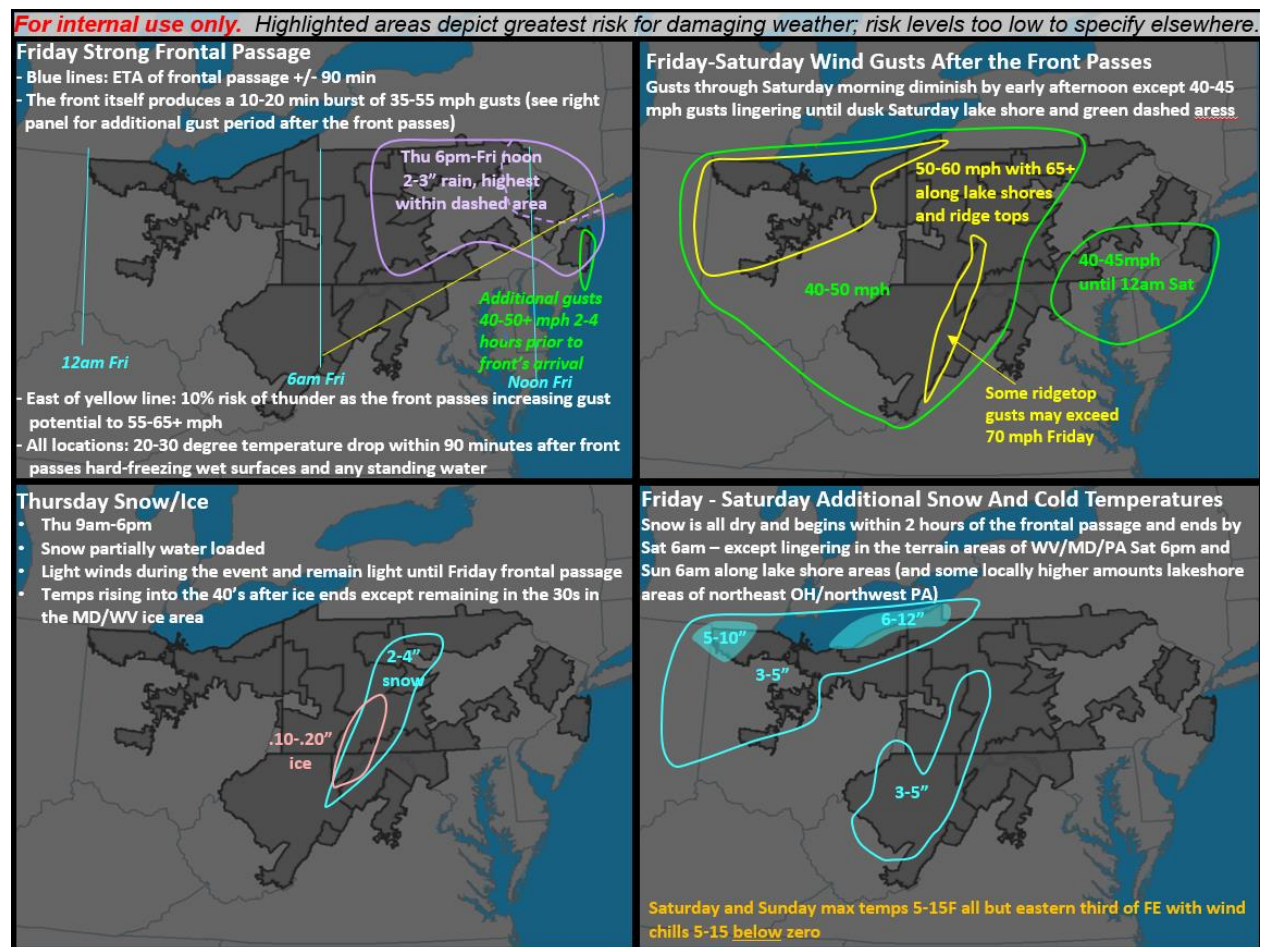 For internal use only. Highlighted areas depict greatest risk for damaging weather; risk levels too low to specify elsewhere.
Friday Strong Frontal Passage
- Blue lines: ETA of frontal passage +/- 90 min
- The front itself produces a 10-20 min burst of 35-55 mph gusts (see right
panel for additional gust period after the front passes)
Thu 6pm-Fri noon
2-3” rain, highest
within dashed area
Additional gusts
40-50+ mph 2-4
hours prior to
front’s arrival
12am Fri
6am Fri
Noon Fri
- East of yellow line: 10% risk of thunder as the front passes increasing gust
potential to 55-65+ mph
- All locations: 20-30 degree temperature drop within 90 minutes after front
passes hard-freezing wet surfaces and any standing water
Friday-Saturday Wind Gusts After the Front Passes
Gusts through Saturday morning diminish by early afternoon except 40-45
mph gusts lingering until dusk Saturday lake shore and green dashed aress
50-60 mph with 65+
along lake shores
and ridge tops
40-50 mph
40-45mph
until 12am Sat
Some ridgetop
gusts may exceed
70 mph Friday
Thursday Snow/Ice
• Thu 9am-6pm
• Snow partially water loaded
• Light winds during the event and remain light until Friday frontal passage
• Temps rising into the 40’s after ice ends except remaining in the 30s in
the MD/WV ice area
2-4”
snow
.10-.20”
ice
Friday - Saturday Additional Snow And Cold Temperatures
Snow is all dry and begins within 2 hours of the frontal passage and ends by
Sat 6am – except lingering in the terrain areas of WV/MD/PA Sat 6pm and
Sun 6am along lake shore areas (and some locally higher amounts lakeshore
areas of northeast OH/northwest PA)
6-12”
5-10”
3-5”
3-5”
Saturday and Sunday max temps 5-15F all but eastern third of FE with wind
chills 5-15 below zero